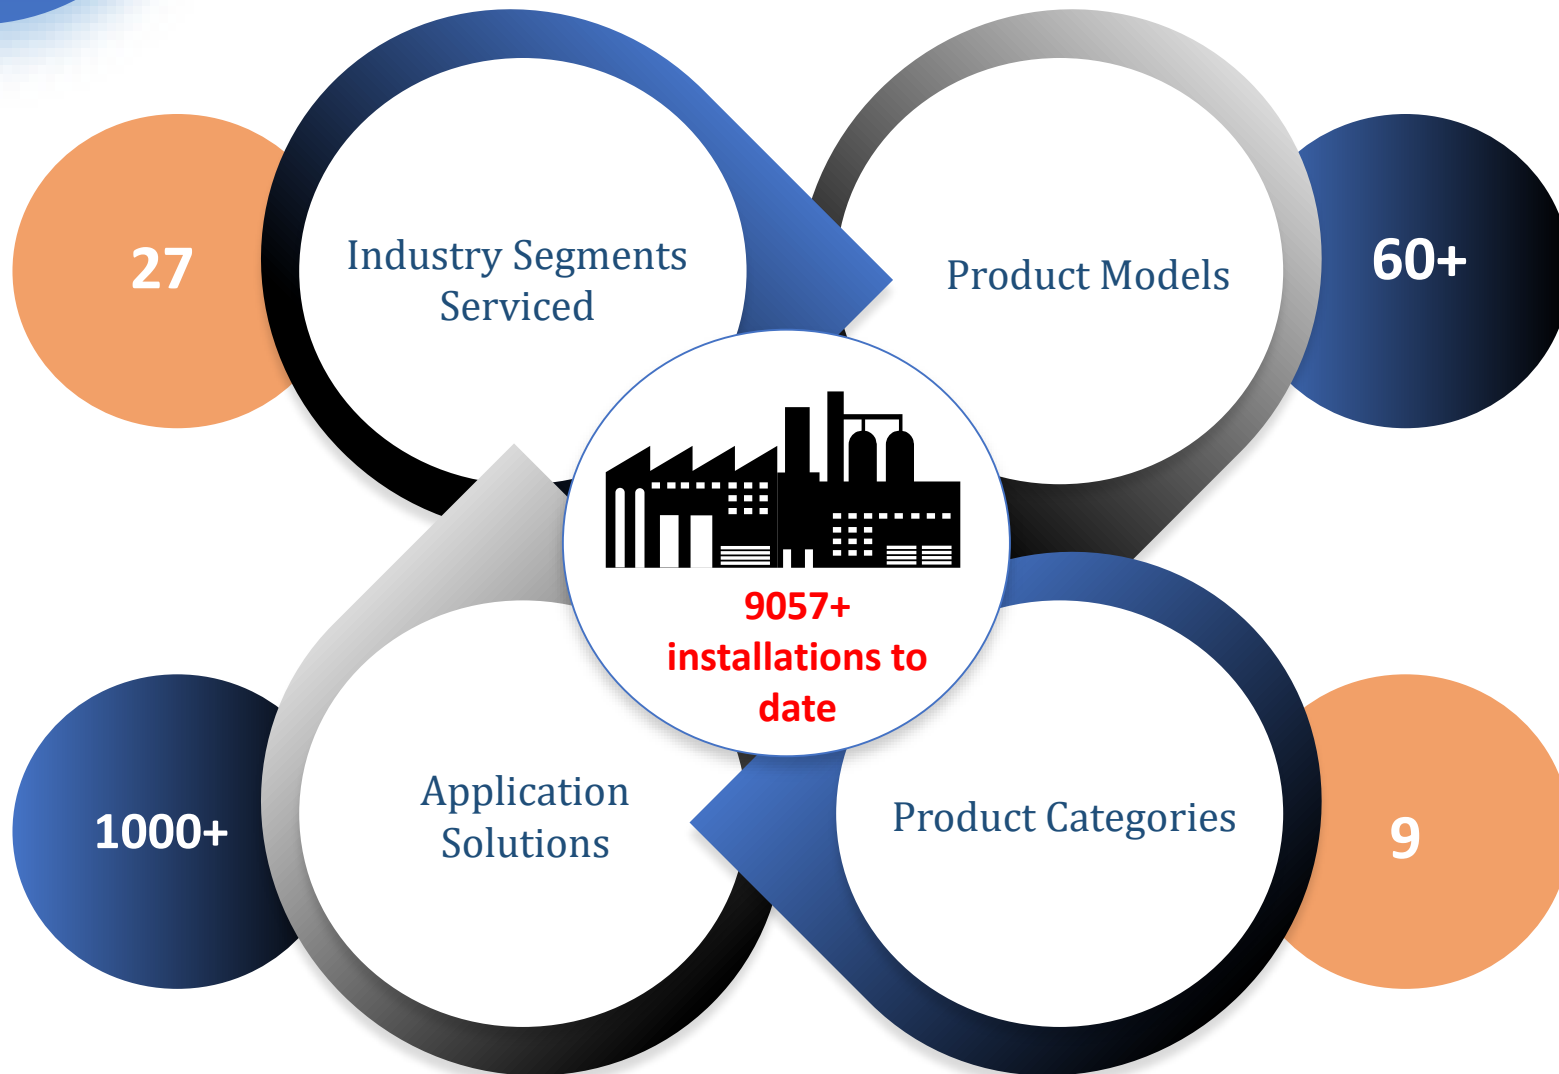 27
Industry Segments
Serviced
Product Models
60+
9057+
installations to
date
1000+
Application
Solutions
Product Categories
9